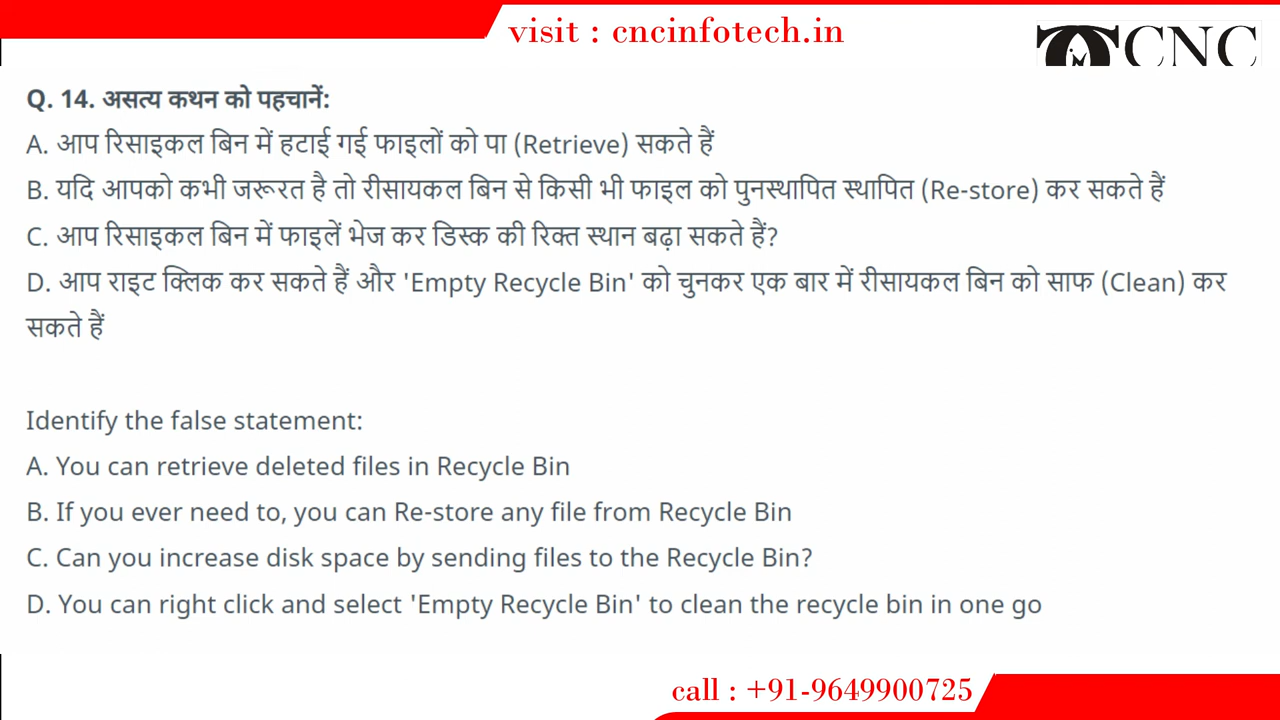 visit : cncinfotech.in
CNC
Q. 14. असत्य कथन को पहचानें:
A. आप रिसाइकल बिन में हटाई गई फाइलों को पा (Retrieve) सकते हैं
B. यदि आपको कभी जरूरत है तो रीसायकल बिन से किसी भी फाइल को पुनस्थापित स्थापित (Re-store) कर सकते हैं
C. आप रिसाइकल बिन में फाइलें भेज कर डिस्क की रिक्त स्थान बढ़ा सकते हैं?
D. आप राइट क्लिक कर सकते हैं और 'Empty Recycle Bin' को चुनकर एक बार में रीसायकल बिन को साफ (Clean) कर
सकते हैं
Identify the false statement:
A. You can retrieve deleted files in Recycle Bin
B. If you ever need to, you can Re-store any file from Recycle Bin
C. Can you increase disk space by sending files to the Recycle Bin?
D. You can right click and select 'Empty Recycle Bin' to clean the recycle bin in one go
call : +91-9649900725